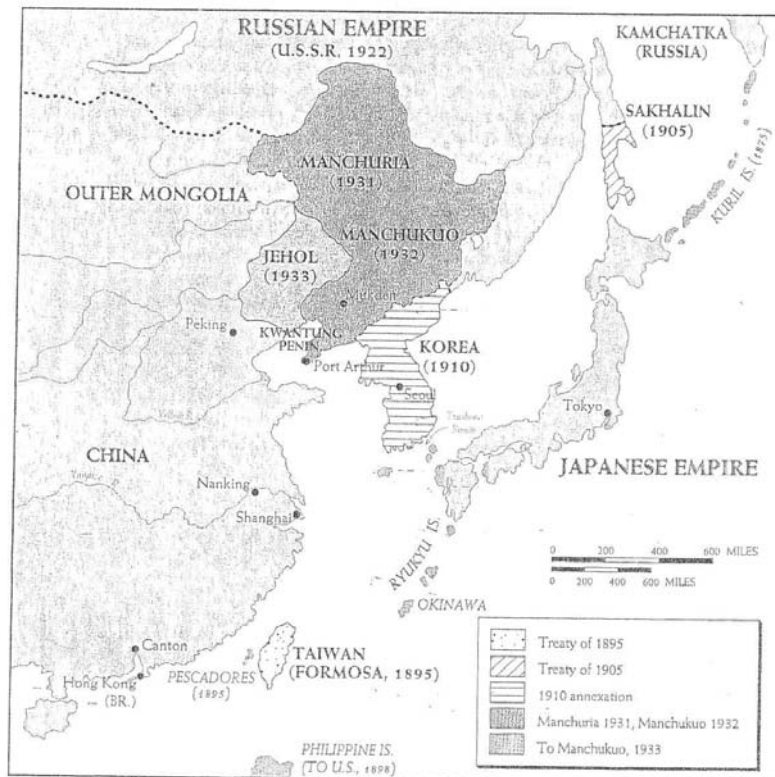 RUSSIAN EMPIRE
(U.S.S.R. 1922)
KAMCHATKA
(RUSSIA)
SAKHALIN
(1905)
KURIL IS. (1875)
MANCHURIA
(1931)
OUTER MONGOLIA
MANCHUKUO
(1932)
JEHOL
(1933)
Mukden
Peking
KWANTUNG
PENIN.
Port Arthur
KOREA
(1910)
Seoul
Tokyo
CHINA
JAPANESE EMPIRE
Nanking
Shanghai
RYUKYU IS.
0 200 400 600 MILES
0 200 400 600 MILES
OKINAWA
Canton
Hong Kong
(BR.)
PESCADORES
(1895)
TAIWAN
(FORMOSA, 1895)
Treaty of 1895
Treaty of 1905
1910 annexation
Manchuria 1931, Manchukuo 1932
To Manchukuo, 1933
PHILIPPINE IS.
(TO U.S., 1898)